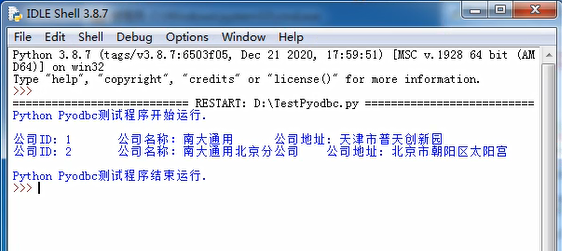 IDLE Shell 3.8.7
File Edit Shell Debug Options Window Help
Python 3.8.7 (tags/v3.8.7:6503f05, Dec 21 2020, 17:59:51) [MSC v.1928 64 bit (AM
D64)] on win32
Type "help", "copyright", "credits" or "license()" for more information.
>>>
========================== RESTART: D:\TestPyodbc.py =========================
Python Pyodbc测试程序开始运行.
公司ID: 1 公司名称: 南大通用 公司地址: 天津市普天创新园
公司ID: 2 公司名称: 南大通用北京分公司 公司地址: 北京市朝阳区太阳宫
Python Pyodbc测试程序结束运行.
>>>